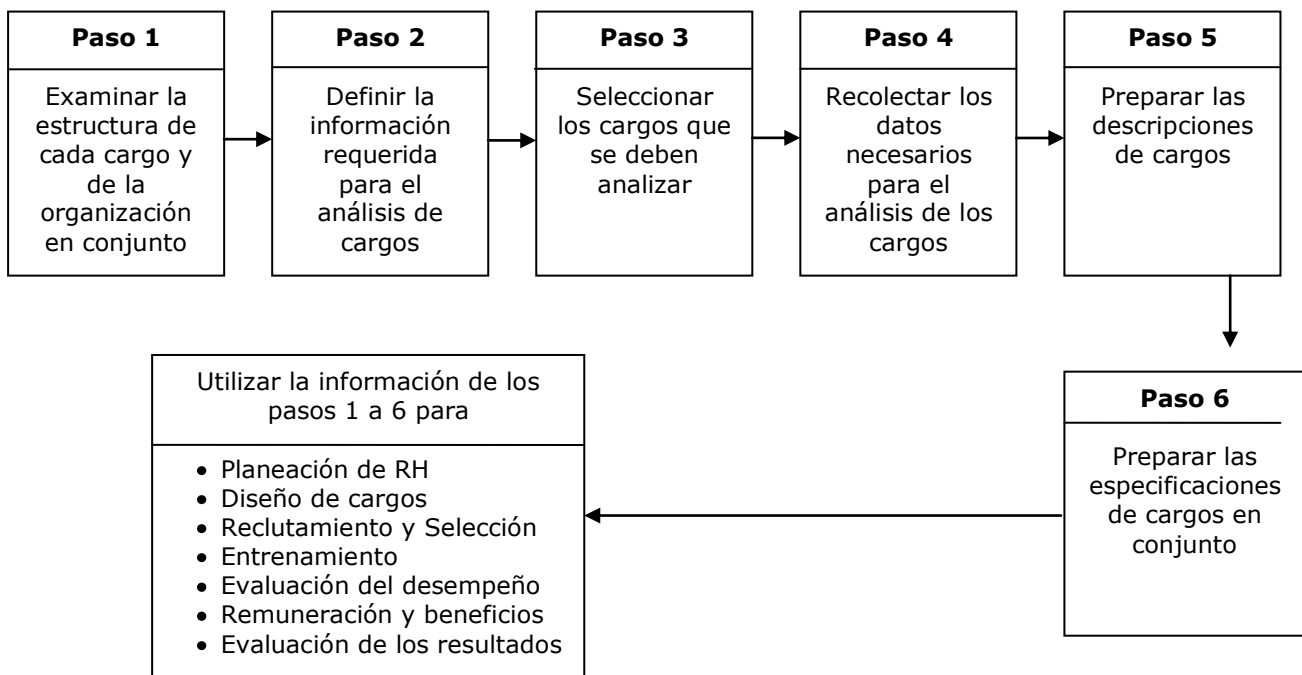 Paso 1
Examinar la
estructura de
cada cargo y
de la
organización
en conjunto
Paso 2
Definir la
información
requerida
para el
análisis de
cargos
Paso 3
Seleccionar
los cargos que
se deben
analizar
Paso 4
Recolectar los
datos
necesarios
para el
análisis de los
cargos
Paso 5
Preparar las
descripciones
de cargos
Paso 6
Preparar las
especificaciones
de cargos en
conjunto
Utilizar la información de los
pasos 1 a 6 para
• Planeación de RH
• Diseño de cargos
• Reclutamiento y Selección
• Entrenamiento
• Evaluación del desempeño
• Remuneración y beneficios
• Evaluación de los resultados